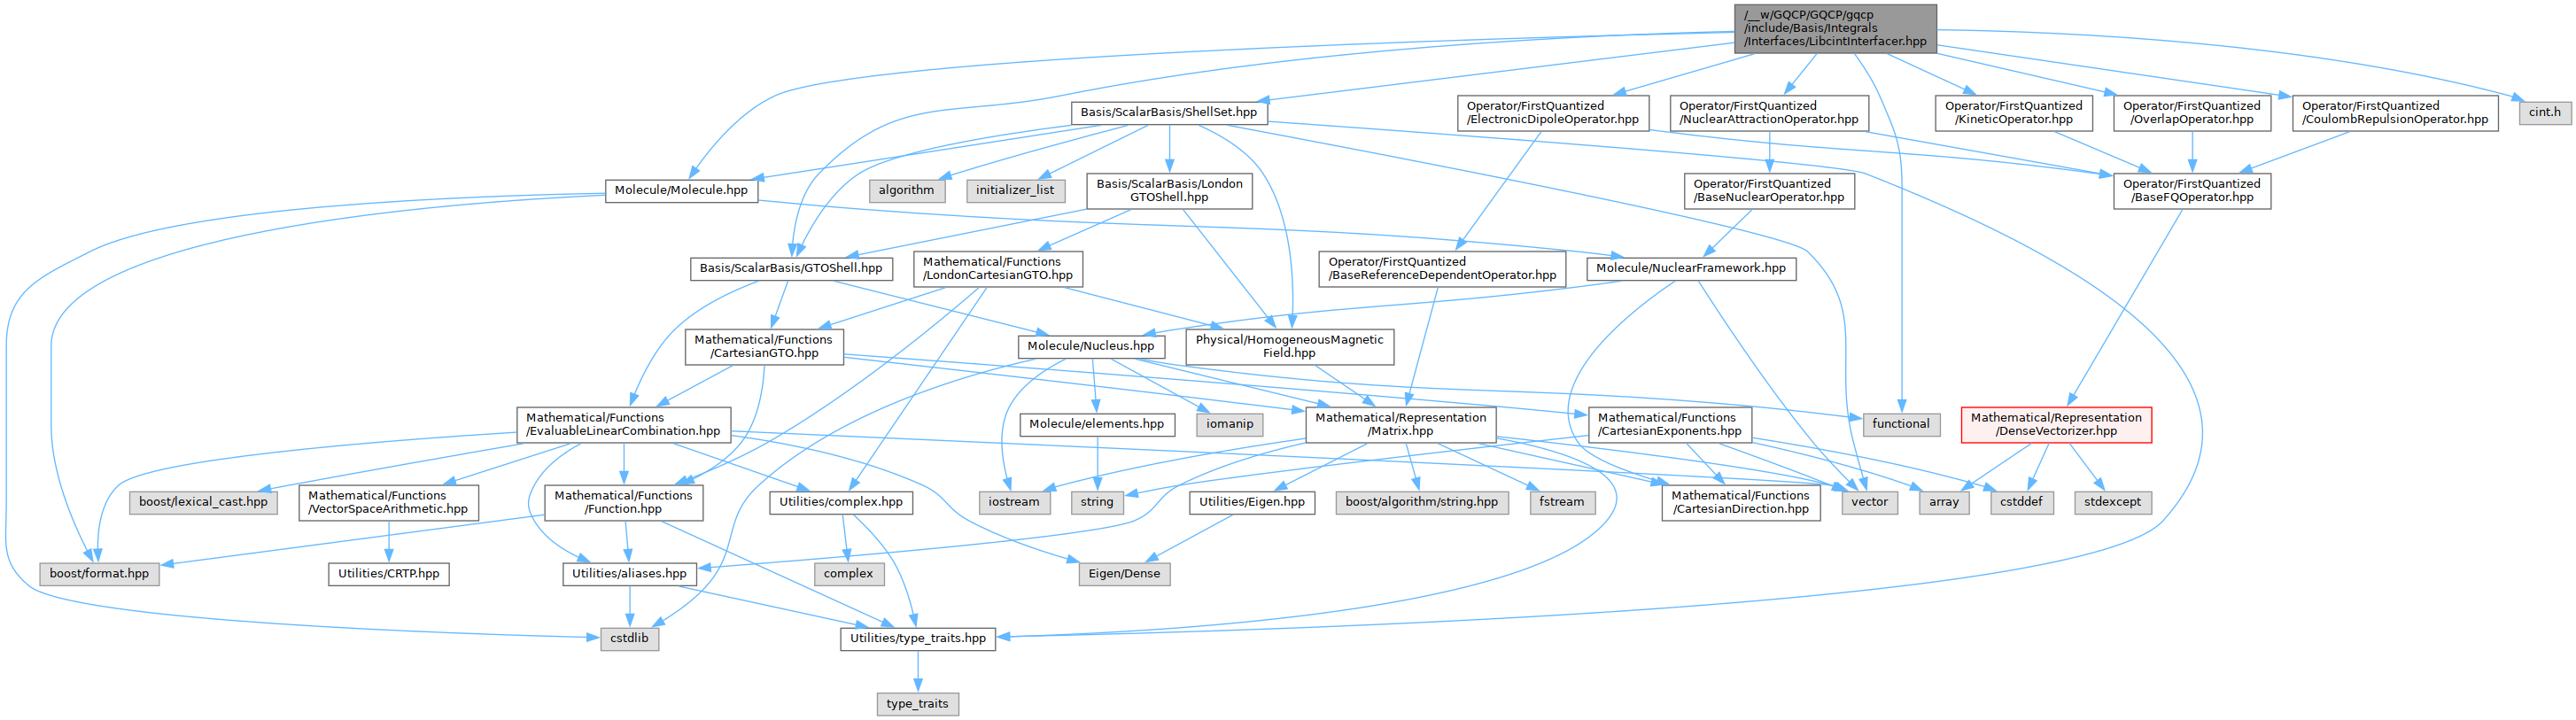 /__w/GQCP/GQCP/gqcp
/include/Basis/Integrals
/Interfaces/LibcintInterfacer.hpp
Basis/ScalarBasis/ShellSet.hpp
Operator/FirstQuantized
/ElectronicDipoleOperator.hpp
Operator/FirstQuantized
/NuclearAttractionOperator.hpp
Operator/FirstQuantized
/KineticOperator.hpp
Operator/FirstQuantized
/OverlapOperator.hpp
Operator/FirstQuantized
/CoulombRepulsionOperator.hpp
cint.h
Molecule/Molecule.hpp
algorithm
initializer_list
Basis/ScalarBasis/London
GTOShell.hpp
Operator/FirstQuantized
/BaseNuclearOperator.hpp
Operator/FirstQuantized
/BaseFQOperator.hpp
Basis/ScalarBasis/GTOShell.hpp
Mathematical/Functions
/LondonCartesianGTO.hpp
Operator/FirstQuantized
/BaseReferenceDependentOperator.hpp
Molecule/NuclearFramework.hpp
Mathematical/Functions
/CartesianGTO.hpp
Molecule/Nucleus.hpp
Physical/HomogeneousMagnetic
Field.hpp
Mathematical/Functions
/EvaluableLinearCombination.hpp
Molecule/elements.hpp
iomanip
Mathematical/Representation
/Matrix.hpp
Mathematical/Functions
/CartesianExponents.hpp
functional
Mathematical/Representation
/DenseVectorizer.hpp
boost/lexical_cast.hpp
Mathematical/Functions
/VectorSpaceArithmetic.hpp
Mathematical/Functions
/Function.hpp
Utilities/complex.hpp
iostream
string
Utilities/Eigen.hpp
boost/algorithm/string.hpp
fstream
Mathematical/Functions
/CartesianDirection.hpp
vector
array
cstddef
stdexcept
boost/format.hpp
Utilities/CRTP.hpp
Utilities/aliases.hpp
complex
Eigen/Dense
cstdlib
Utilities/type_traits.hpp
type_traits